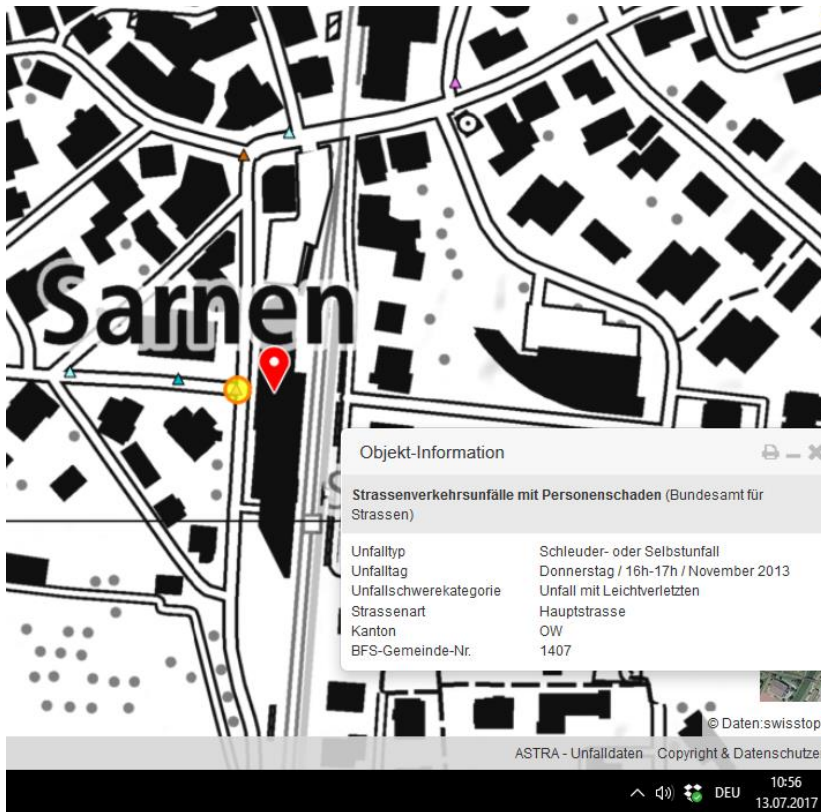 Sarnen
Objekt-Information
Strassenverkehrsunfälle mit Personenschaden (Bundesamt für
Strassen)
Unfalltyp Schleuder- oder Selbstunfall
Unfalltag Donnerstag / 16h-17h / November 2013
Unfallschwerekategorie Unfall mit Leichtverletzten
Strassenart Hauptstrasse
Kanton OW
BFS-Gemeinde-Nr. 1407
© Daten:swisstop
ASTRA - Unfalldaten Copyright & Datenschutze
DEU 10:56
13.07.2017